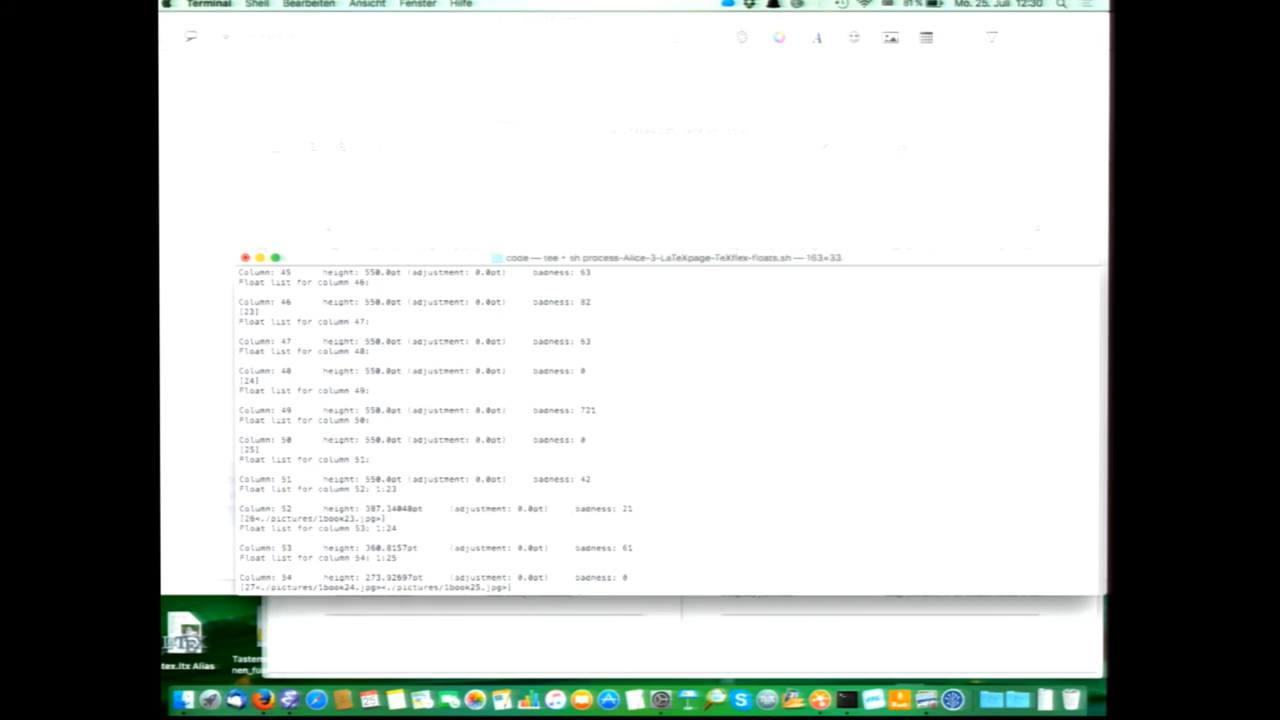 Terminal Shell Bearbeiten Ansicht Fenster Hilfe 81 % Mo. 25. Juli 12:30
code — tee • sh process-Alice-3-LaTeXpage-TeXflex-floats.sh — 163×33
Column: 45 height: 550.0pt (adjustment: 0.0pt) badness: 63
Float list for column 46:
Column: 46 height: 550.0pt (adjustment: 0.0pt) badness: 82
[23]
Float list for column 47:
Column: 47 height: 550.0pt (adjustment: 0.0pt) badness: 63
Float list for column 48:
Column: 48 height: 550.0pt (adjustment: 0.0pt) badness: 0
[24]
Float list for column 49:
Column: 49 height: 550.0pt (adjustment: 0.0pt) badness: 721
Float list for column 50:
Column: 50 height: 550.0pt (adjustment: 0.0pt) badness: 0
[25]
Float list for column 51:
Column: 51 height: 550.0pt (adjustment: 0.0pt) badness: 42
Float list for column 52: 1:23
Column: 52 height: 387.34048pt (adjustment: 0.0pt) badness: 21
[26<./pictures/1book23.jpg>]
Float list for column 53: 1:24
Column: 53 height: 360.8157pt (adjustment: 0.0pt) badness: 61
Float list for column 54: 1:25
Column: 54 height: 273.92697pt (adjustment: 0.0pt) badness: 0
[27<./pictures/1book24.jpg><./pictures/1book25.jpg>]
tex.ltx Alias